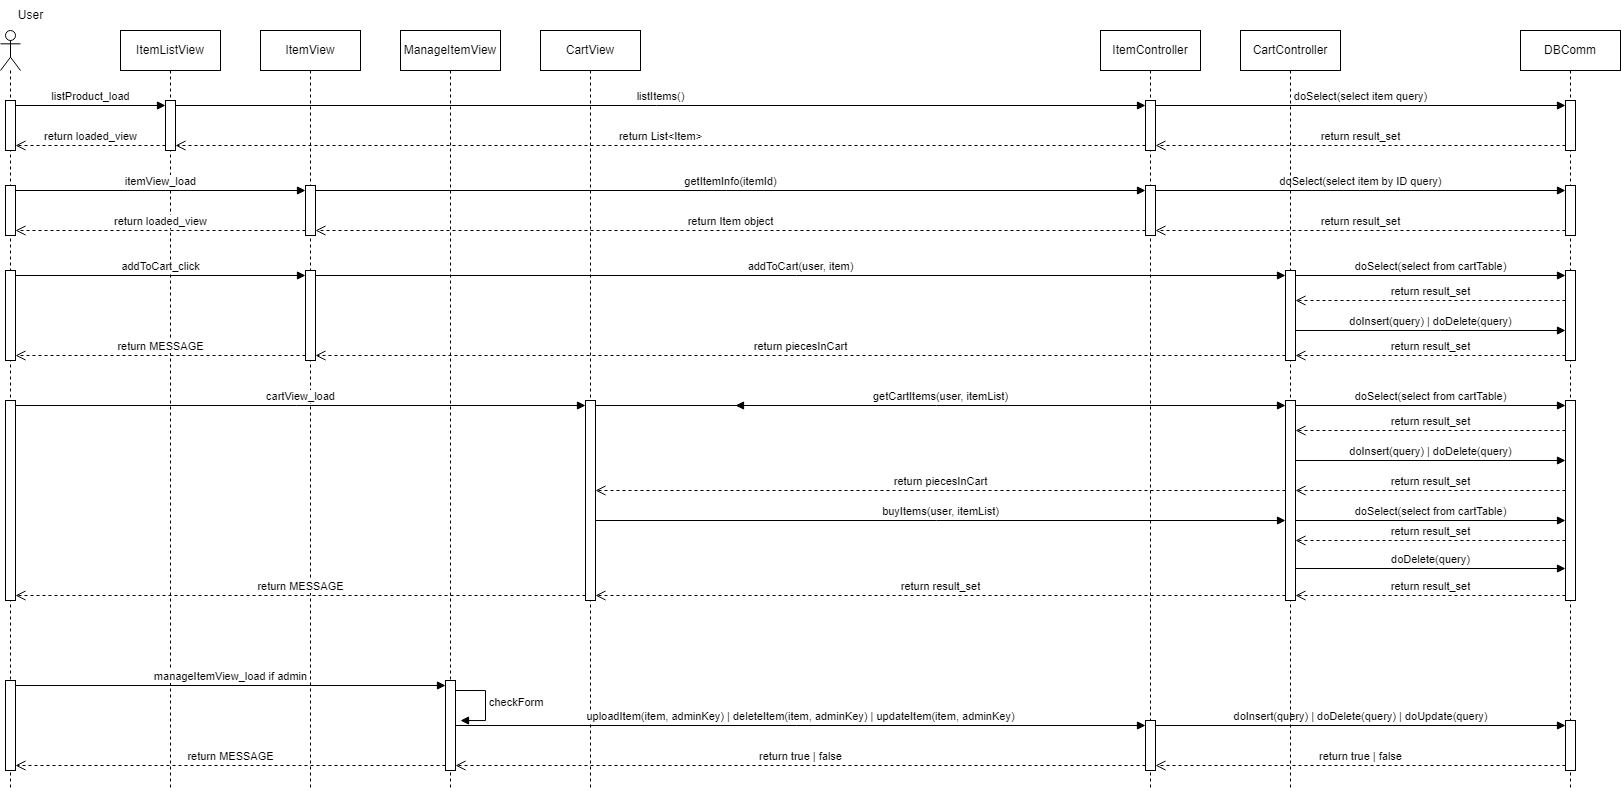 User
ItemListView
ItemView
ManageItemView
CartView
ItemController
CartController
DBComm
listProduct_load
listItems()
doSelect(select item query)
return loaded_view
return List<Item>
return result_set
itemView_load
getItemInfo(itemId)
doSelect(select item by ID query)
return loaded_view
return Item object
return result_set
addToCart_click
addToCart(user, item)
doSelect(select from cartTable)
return result_set
doInsert(query) | doDelete(query)
return MESSAGE
return piecesInCart
return result_set
cartView_load
getCartItems(user, itemList)
doSelect(select from cartTable)
return result_set
doInsert(query) | doDelete(query)
return piecesInCart
return result_set
buyItems(user, itemList)
doSelect(select from cartTable)
return result_set
doDelete(query)
return MESSAGE
return result_set
return result_set
manageItemView_load if admin
checkForm
uploadItem(item, adminKey) | deleteItem(item, adminKey) | updateItem(item, adminKey)
doInsert(query) | doDelete(query) | doUpdate(query)
return MESSAGE
return true | false
return true | false